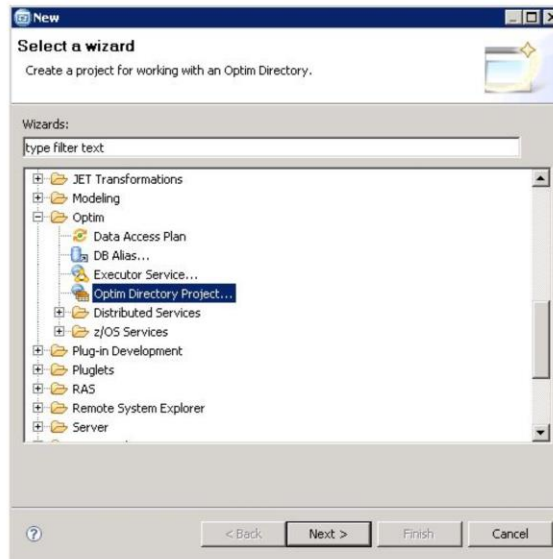 New
Select a wizard
Create a project for working with an Optim Directory.
Wizards:
type filter text
JET Transformations
Modeling
Optim
Data Access Plan
DB Alias...
Executor Service...
Optim Directory Project...
Distributed Services
z/OS Services
Plug-in Development
Pluglets
RAS
Remote System Explorer
Server
?
< Back Next > Finish Cancel